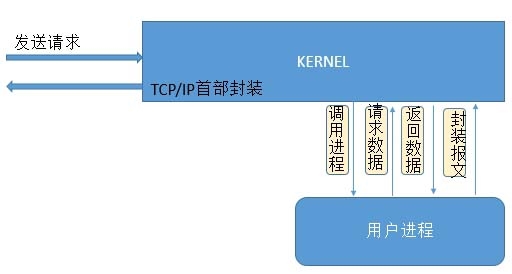 发送请求
KERNEL
TCP/IP首部封装
调用进程
请求数据
返回数据
封装报文
用户进程